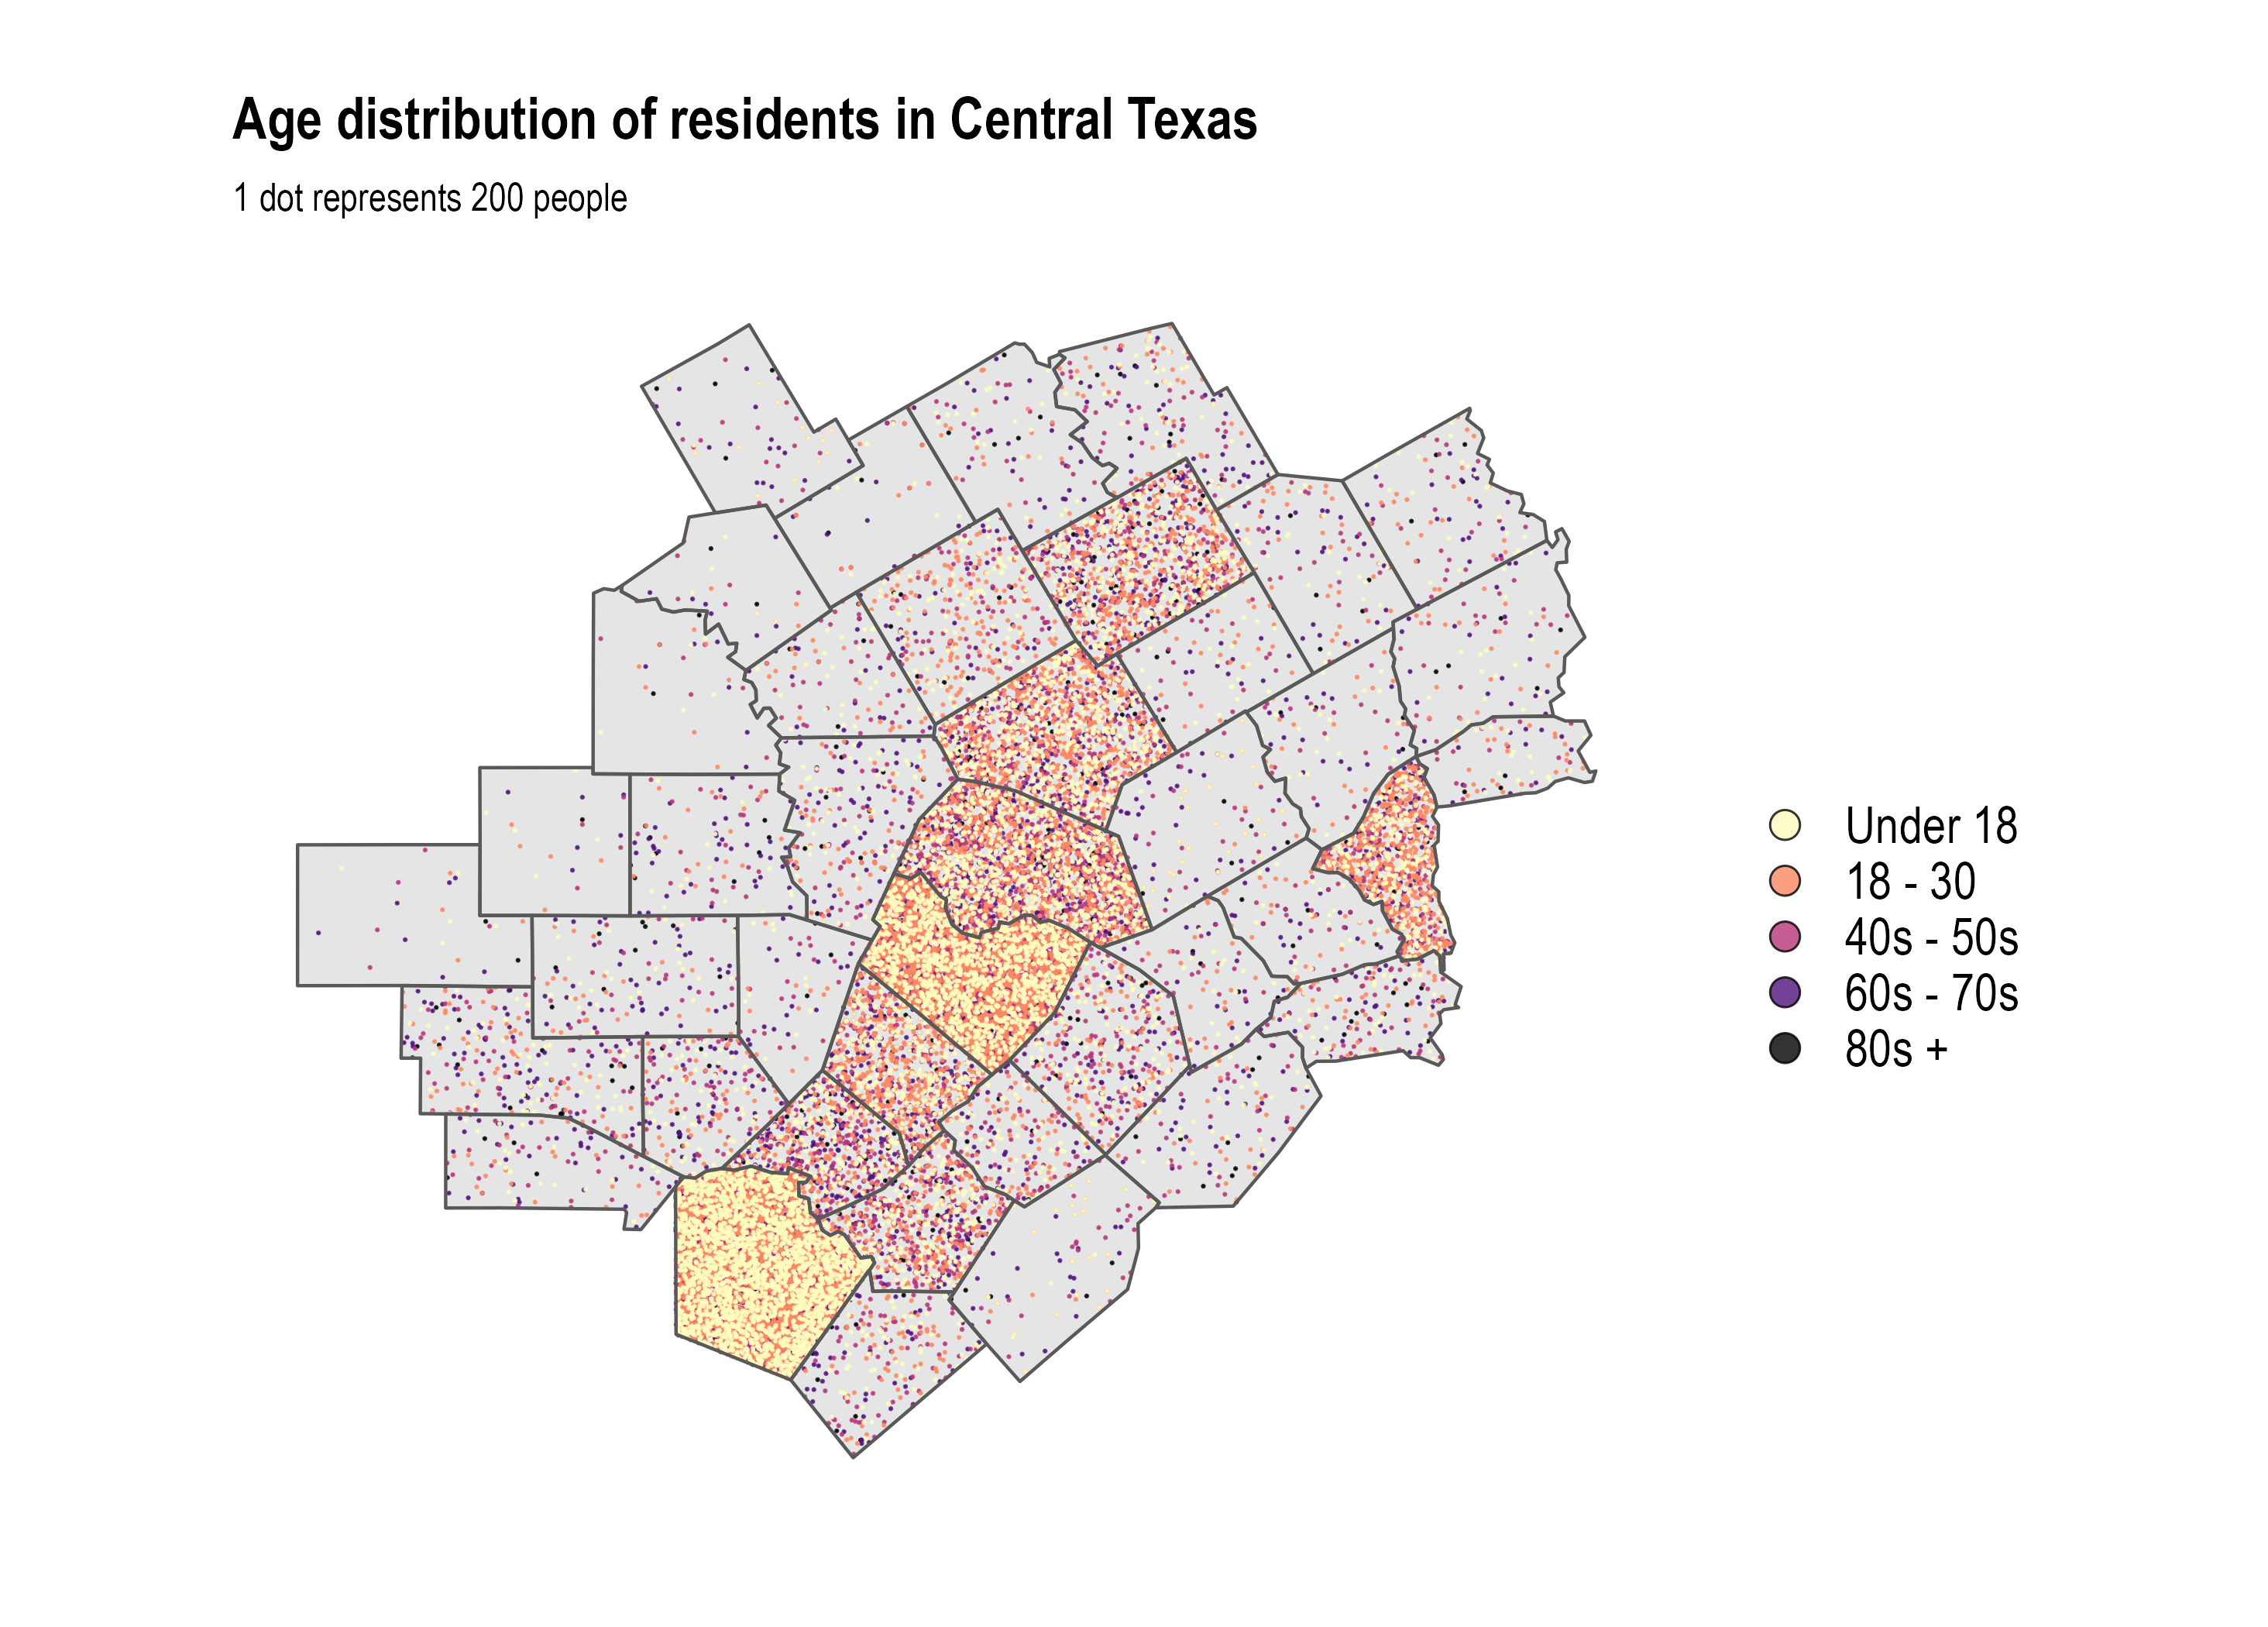 Age distribution of residents in Central Texas
1 dot represents 200 people
Under 18
18 - 30
40s - 50s
60s - 70s
80s +